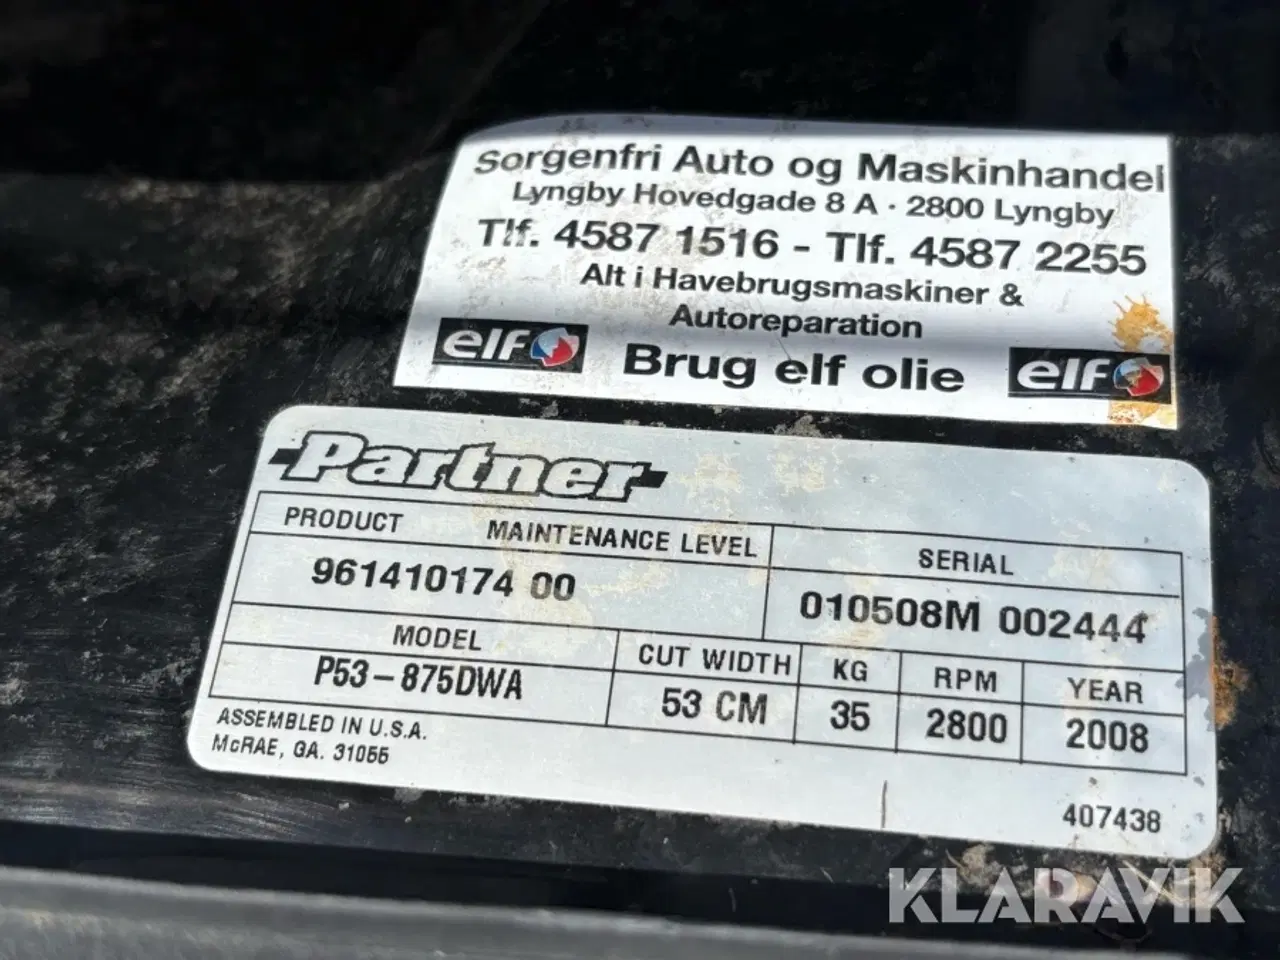 Sorgenfri Auto og Maskinhandel
Lyngby Hovedgade 8 A · 2800 Lyngby
Tlf. 4587 1516 - Tlf. 4587 2255
Alt i Havebrugsmaskiner &
Autoreparation
elf Brug elf olie elf
Partner
PRODUCT MAINTENANCE LEVEL SERIAL
961410174 00 010508M 002444
MODEL CUT WIDTH KG RPM YEAR
P53-875DWA 53 CM 35 2800 2008
ASSEMBLED IN U.S.A.
McRAE, GA. 31055
407438
KLARAVIK